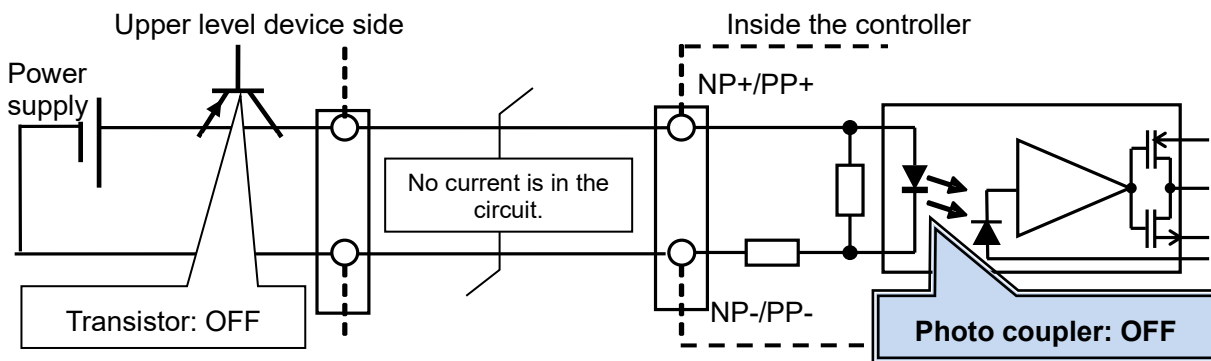 Upper level device side
Inside the controller
Power
supply
NP+/PP+
No current is in the
circuit.
NP-/PP-
Transistor: OFF
Photo coupler: OFF